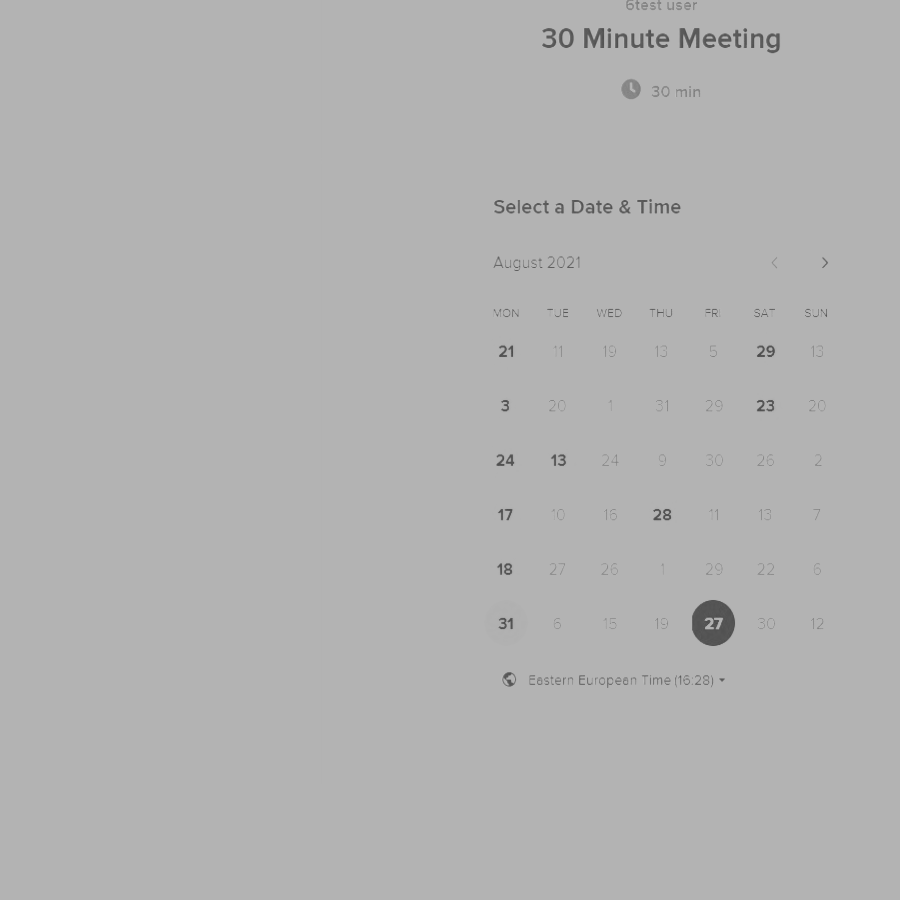 6test user
30 Minute Meeting
30 min
Select a Date & Time
August 2021
MON TUE WED THU FRI SAT SUN
21 11 19 13 5 29 13
3 20 1 31 29 23 20
24 13 24 9 30 26 2
17 10 16 28 11 13 7
18 27 26 1 29 22 6
31 6 15 19 27 30 12
Eastern European Time (16.28)